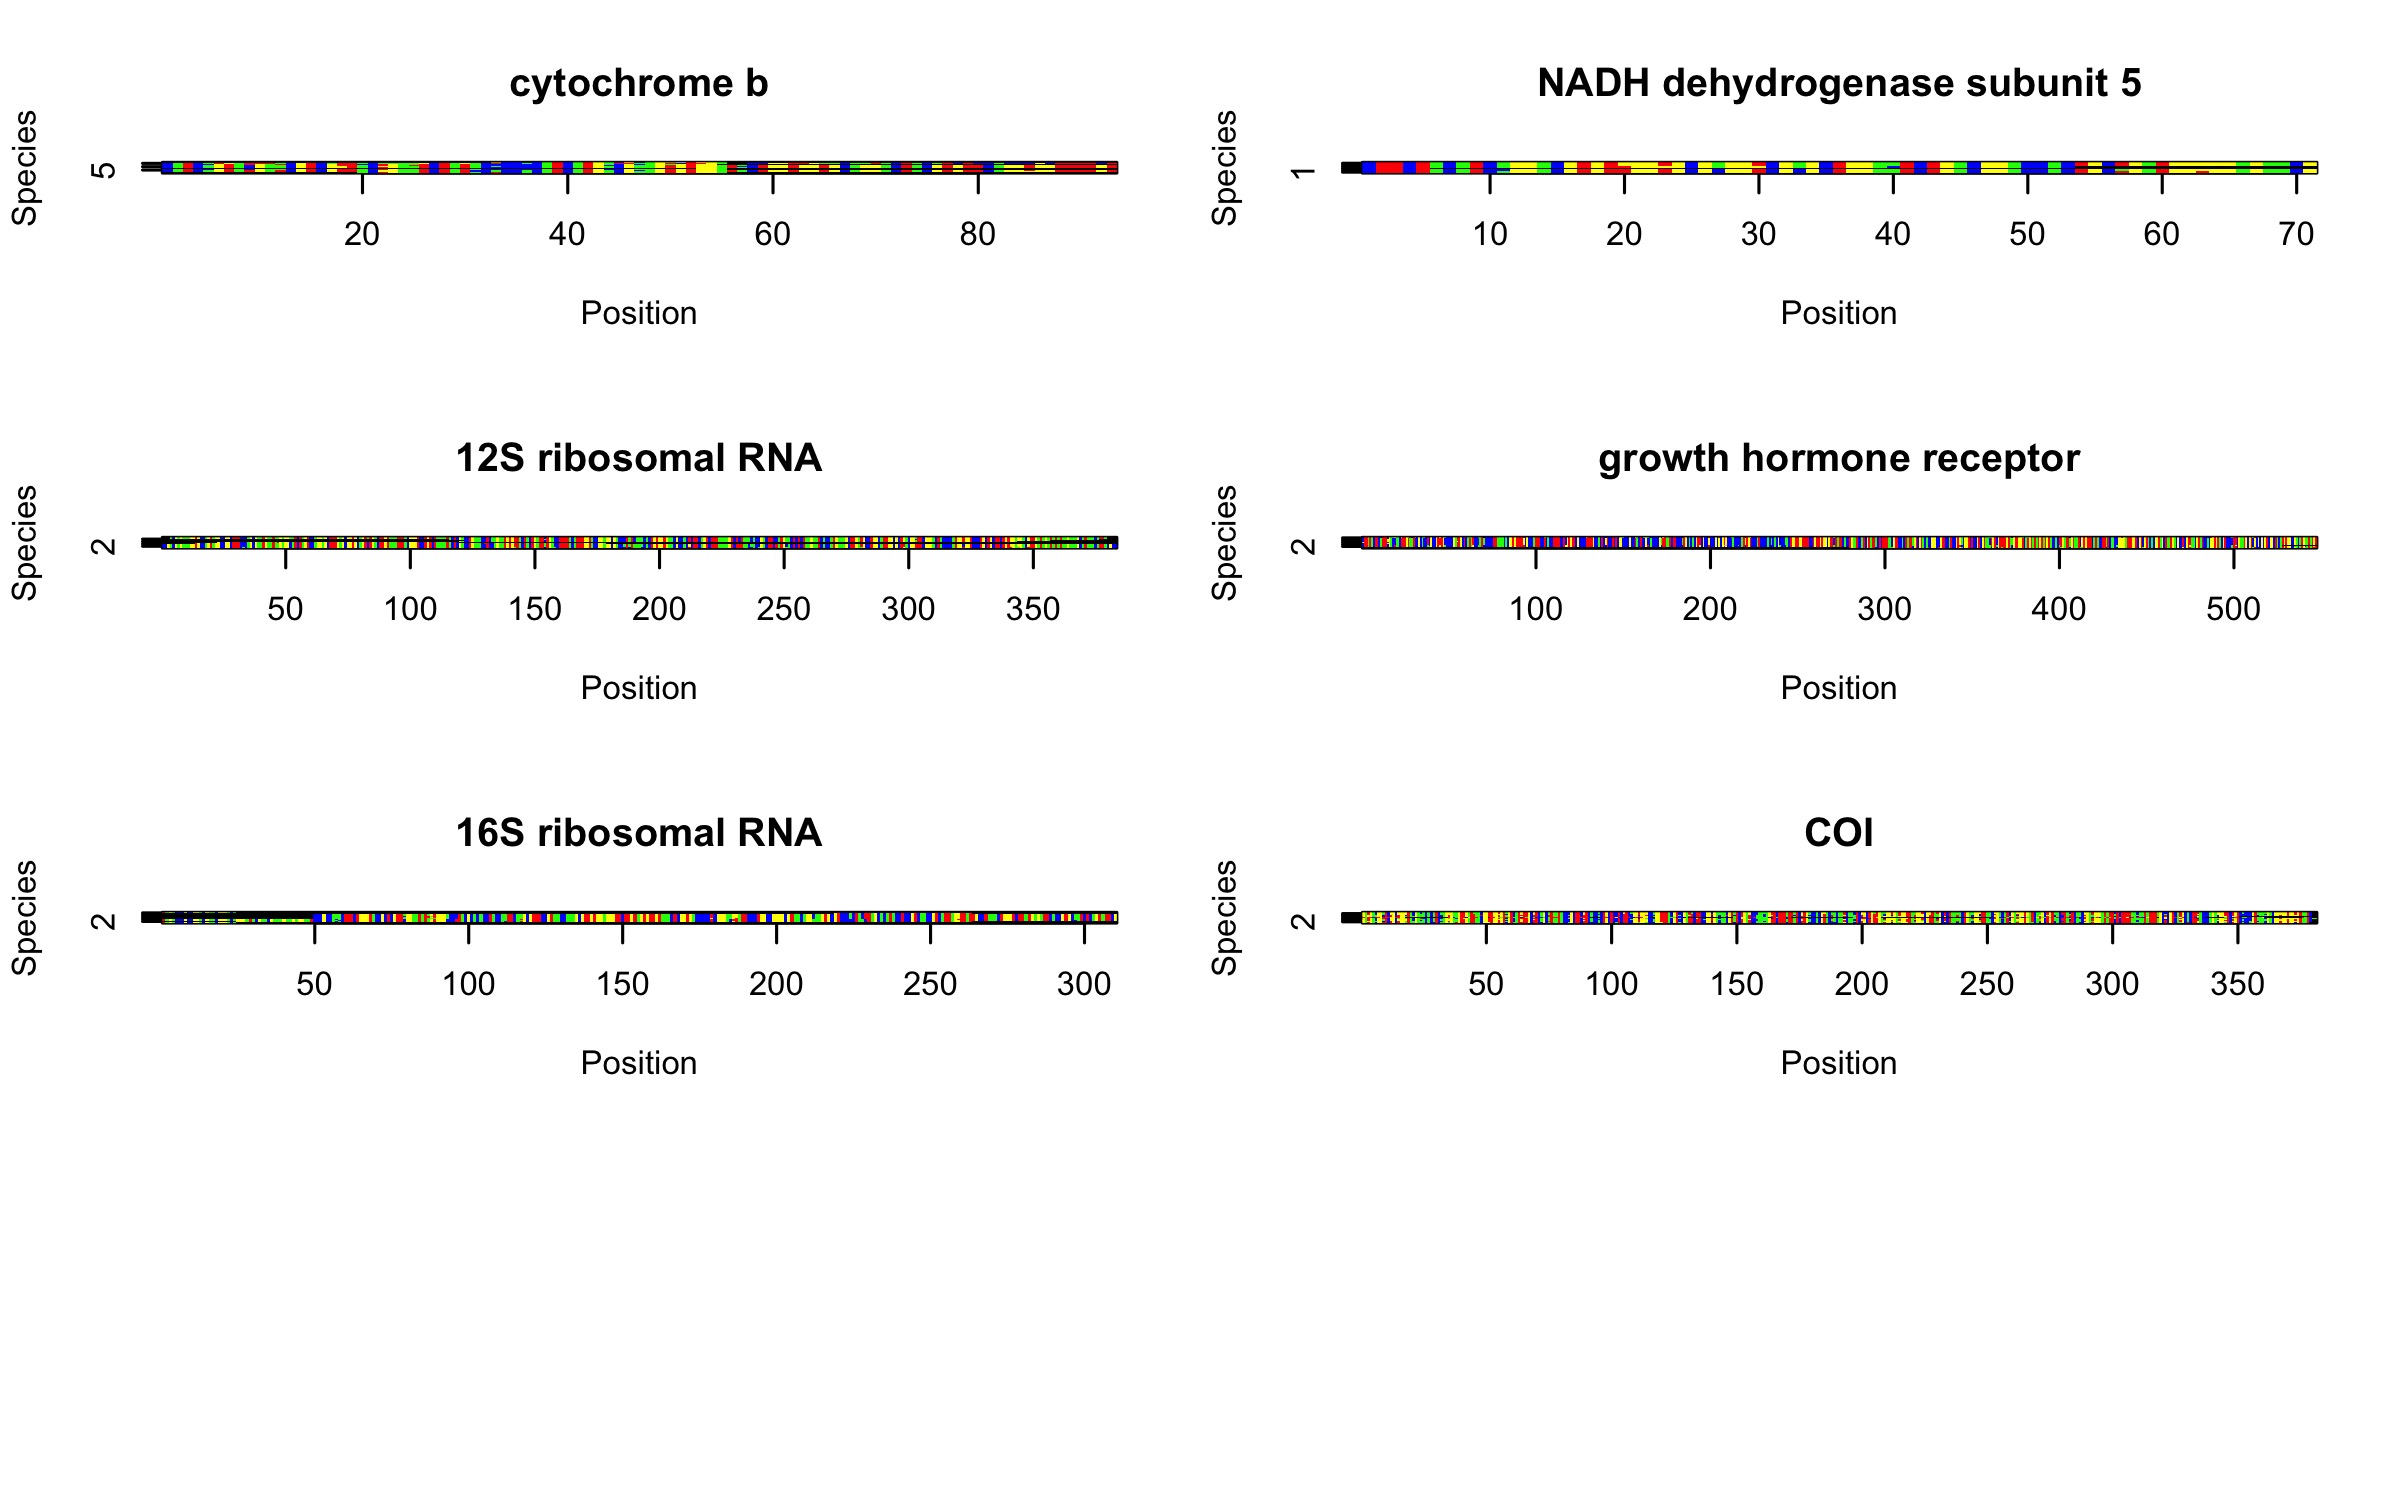 cytochrome b
Species
5
20 40 60 80
Position
NADH dehydrogenase subunit 5
Species
1
10 20 30 40 50 60 70
Position
12S ribosomal RNA
Species
2
50 100 150 200 250 300 350
Position
growth hormone receptor
Species
2
100 200 300 400 500
Position
16S ribosomal RNA
Species
2
50 100 150 200 250 300
Position
COI
Species
2
50 100 150 200 250 300 350
Position